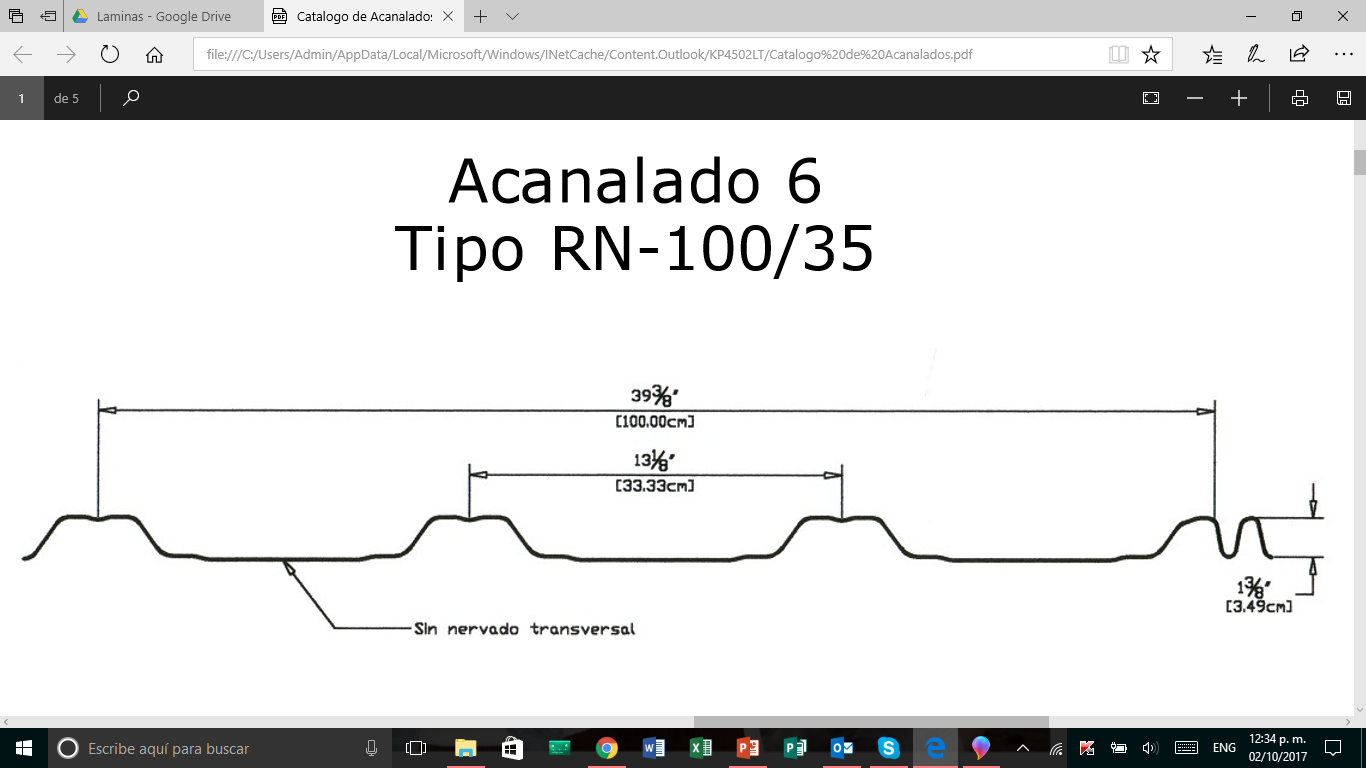 Laminas - Google Drive
Catalogo de Acanalados
file:///C:/Users/Admin/AppData/Local/Microsoft/Windows/INetCache/Content.Outlook/KP4502LT/Catalogo%20de%20Acanalados.pdf
1 de 5
Acanalado 6
Tipo RN-100/35
39⅜"
[100.00cm]
13⅛"
[33.33cm]
1⅜"
[3.49cm]
Sin nervado transversal
Escribe aquí para buscar
ENG
12:34 p. m.
02/10/2017